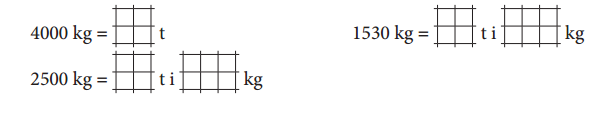 4000 kg = t
1530 kg = t i kg
2500 kg = t i kg